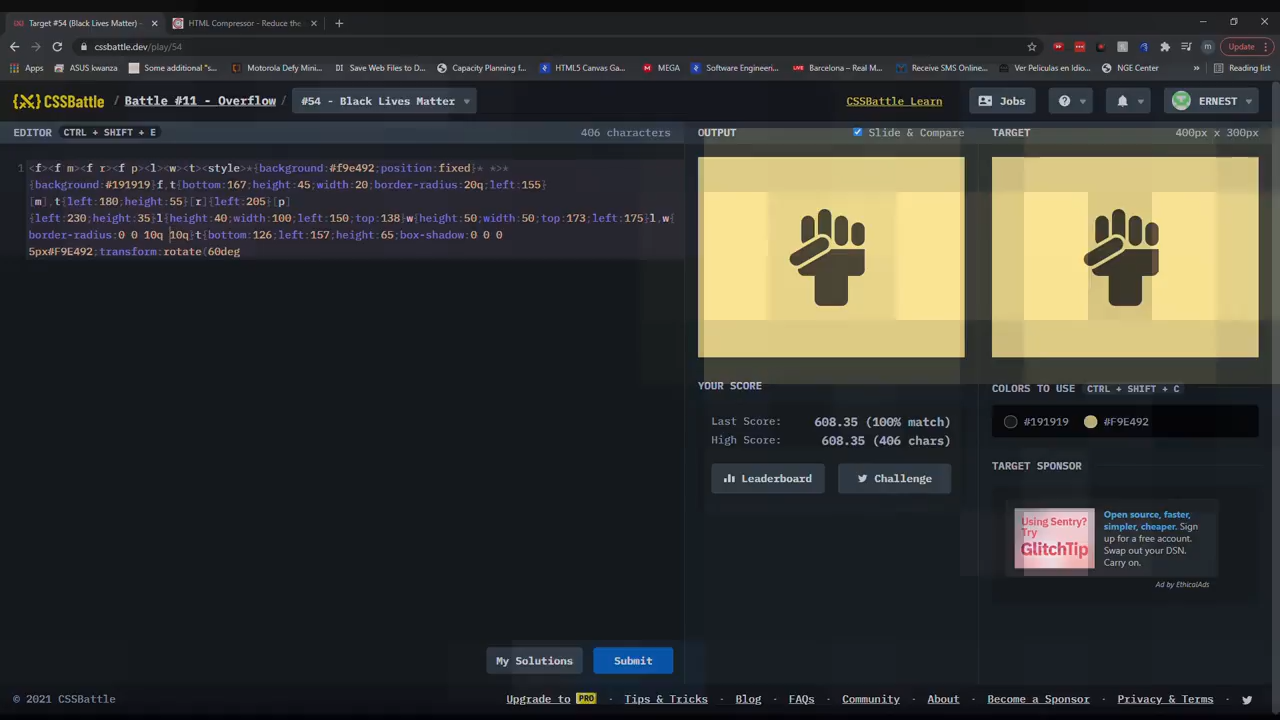 Target #54 (Black Lives Matter) -
HTML Compressor - Reduce the
cssbattle.dev/play/54
Update
Apps
ASUS kwanza
Some additional "s...
Motorola Defy Mini...
Save Web Files to D...
Capacity Planning f...
HTML5 Canvas Ga...
MEGA
Software Engineeri...
Barcelona – Real M...
Receive SMS Online...
Ver Peliculas en Idio...
NGE Center
Reading list
CSSBattle / Battle #11 - Overflow / #54 - Black Lives Matter
CSSBattle Learn
Jobs
ERNEST
EDITOR CTRL + SHIFT + E
406 characters
OUTPUT
Slide & Compare
TARGET
400px x 300px
1
<f><f m><f r><f p><l><w><t><style>*{background:#f9e492;position:fixed}* *>*
{background:#191919}f,t{bottom:167;height:45;width:20;border-radius:20q;left:155}
[m],t{left:180;height:55}[r]{left:205}[p]
{left:230;height:35}l{height:40;width:100;left:150;top:138}w{height:50;width:50;top:173;left:175}l,w{
border-radius:0 0 10q 10q}t{bottom:126;left:157;height:65;box-shadow:0 0 0
5px#F9E492;transform:rotate(60deg
YOUR SCORE
Last Score: 608.35 (100% match)
High Score: 608.35 (406 chars)
Leaderboard
Challenge
COLORS TO USE CTRL + SHIFT + C
#191919
#F9E492
TARGET SPONSOR
Using Sentry?
Try
GlitchTip
Open source, faster,
simpler, cheaper. Sign
up for a free account.
Swap out your DSN.
Carry on.
Ad by EthicalAds
My Solutions
Submit
© 2021 CSSBattle
Upgrade to PRO · Tips & Tricks · Blog · FAQs · Community · About · Become a Sponsor · Privacy & Terms ·